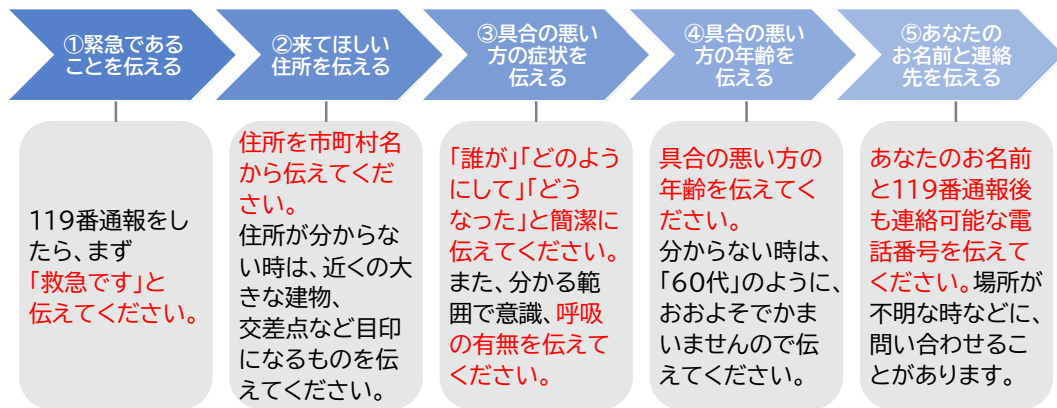 ①緊急である
ことを伝える
②来てほしい
住所を伝える
③具合の悪い
方の症状を
伝える
④具合の悪い
方の年齢を
伝える
⑤あなたの
お名前と連絡
先を伝える
119番通報をし
たら、まず
「救急です」と
伝えてください。
住所を市町村名
から伝えてくだ
さい。
住所が分からな
い時は、近くの大
きな建物、
交差点など目印
になるものを伝
えてください。
「誰が」「どのよう
にして」「どう
なった」と簡潔に
伝えてください。
また、分かる範
囲で意識、呼吸
の有無を伝えて
ください。
具合の悪い方の
年齢を伝えてく
ださい。
分からない時は、
「60代」のように、
おおよそでかま
いませんので伝
えてください。
あなたのお名前
と119番通報後
も連絡可能な電
話番号を伝えて
ください。場所が
不明な時などに、
問い合わせるこ
とがあります。